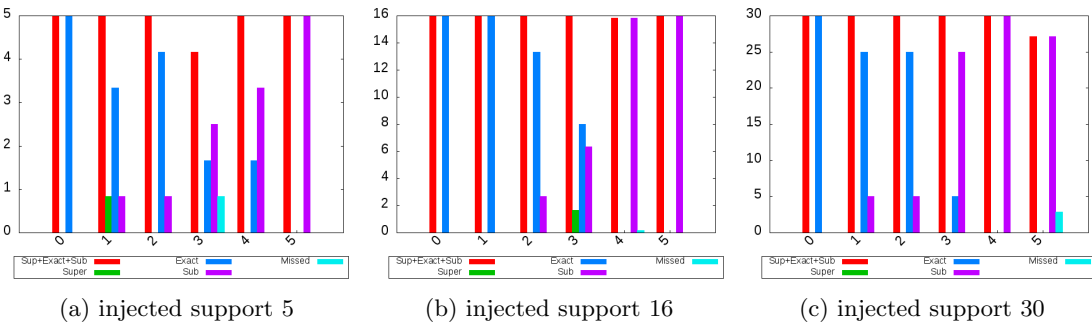 5
4
3
2
1
0
0 1 2 3 4 5
Sup+Exact+Sub Exact Missed
Super Sub
(a) injected support 5
16
14
12
10
8
6
4
2
0
0 1 2 3 4 5
Sup+Exact+Sub Exact Missed
Super Sub
(b) injected support 16
30
25
20
15
10
5
0
0 1 2 3 4 5
Sup+Exact+Sub Exact Missed
Super Sub
(c) injected support 30